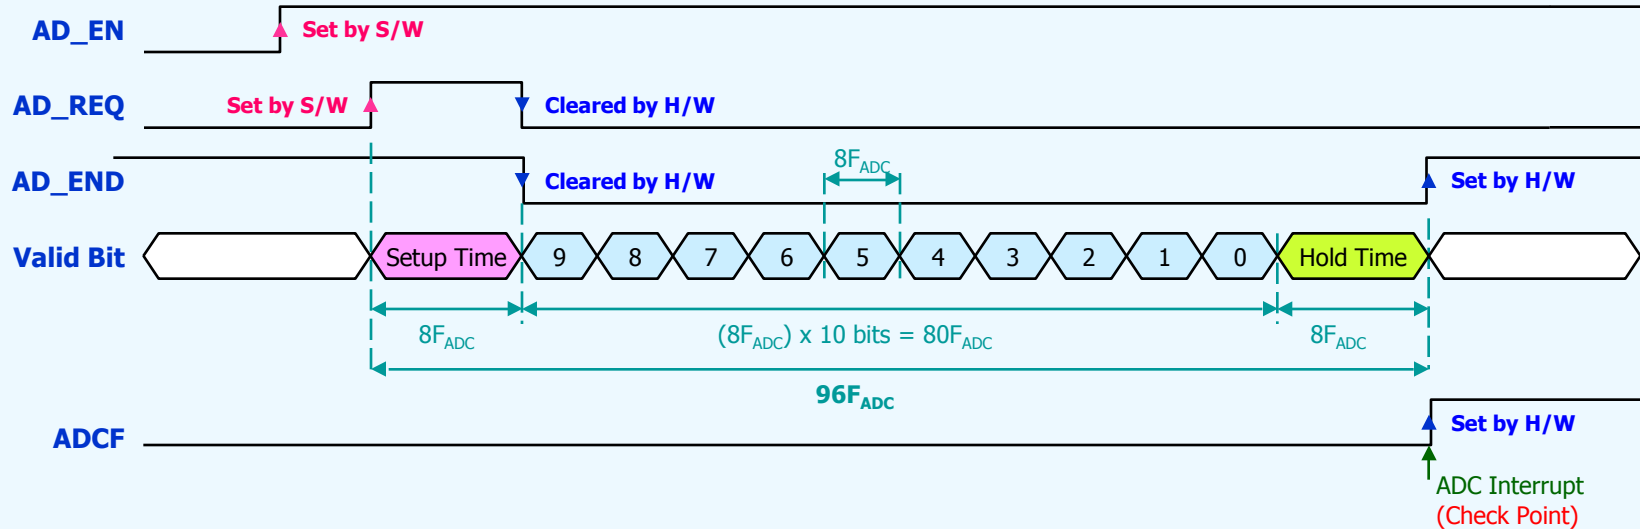 AD_EN Set by S/W
AD_REQ Set by S/W Cleared by H/W
8FADC
AD_END Cleared by H/W Set by H/W
Valid Bit Setup Time 9 8 7 6 5 4 3 2 1 0 Hold Time
8FADC (8FADC) x 10 bits = 80FADC 8FADC
96FADC
ADCF Set by H/W
ADC Interrupt
(Check Point)